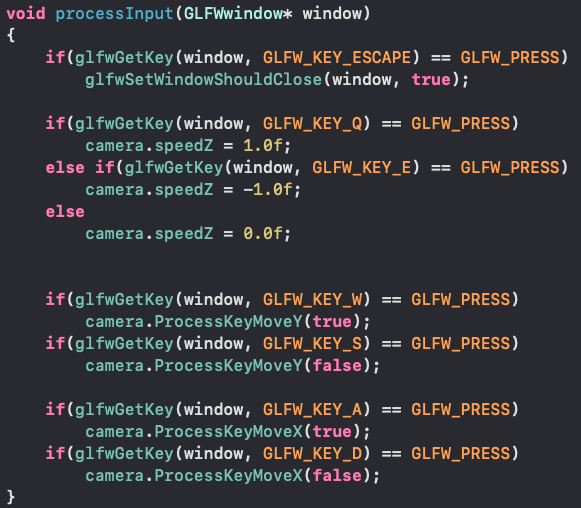 void processInput(GLFWwindow* window)
{
    if(glfwGetKey(window, GLFW_KEY_ESCAPE) == GLFW_PRESS)
        glfwSetWindowShouldClose(window, true);

    if(glfwGetKey(window, GLFW_KEY_Q) == GLFW_PRESS)
        camera.speedZ = 1.0f;
    else if(glfwGetKey(window, GLFW_KEY_E) == GLFW_PRESS)
        camera.speedZ = -1.0f;
    else
        camera.speedZ = 0.0f;


    if(glfwGetKey(window, GLFW_KEY_W) == GLFW_PRESS)
        camera.ProcessKeyMoveY(true);
    if(glfwGetKey(window, GLFW_KEY_S) == GLFW_PRESS)
        camera.ProcessKeyMoveY(false);

    if(glfwGetKey(window, GLFW_KEY_A) == GLFW_PRESS)
        camera.ProcessKeyMoveX(true);
    if(glfwGetKey(window, GLFW_KEY_D) == GLFW_PRESS)
        camera.ProcessKeyMoveX(false);
}